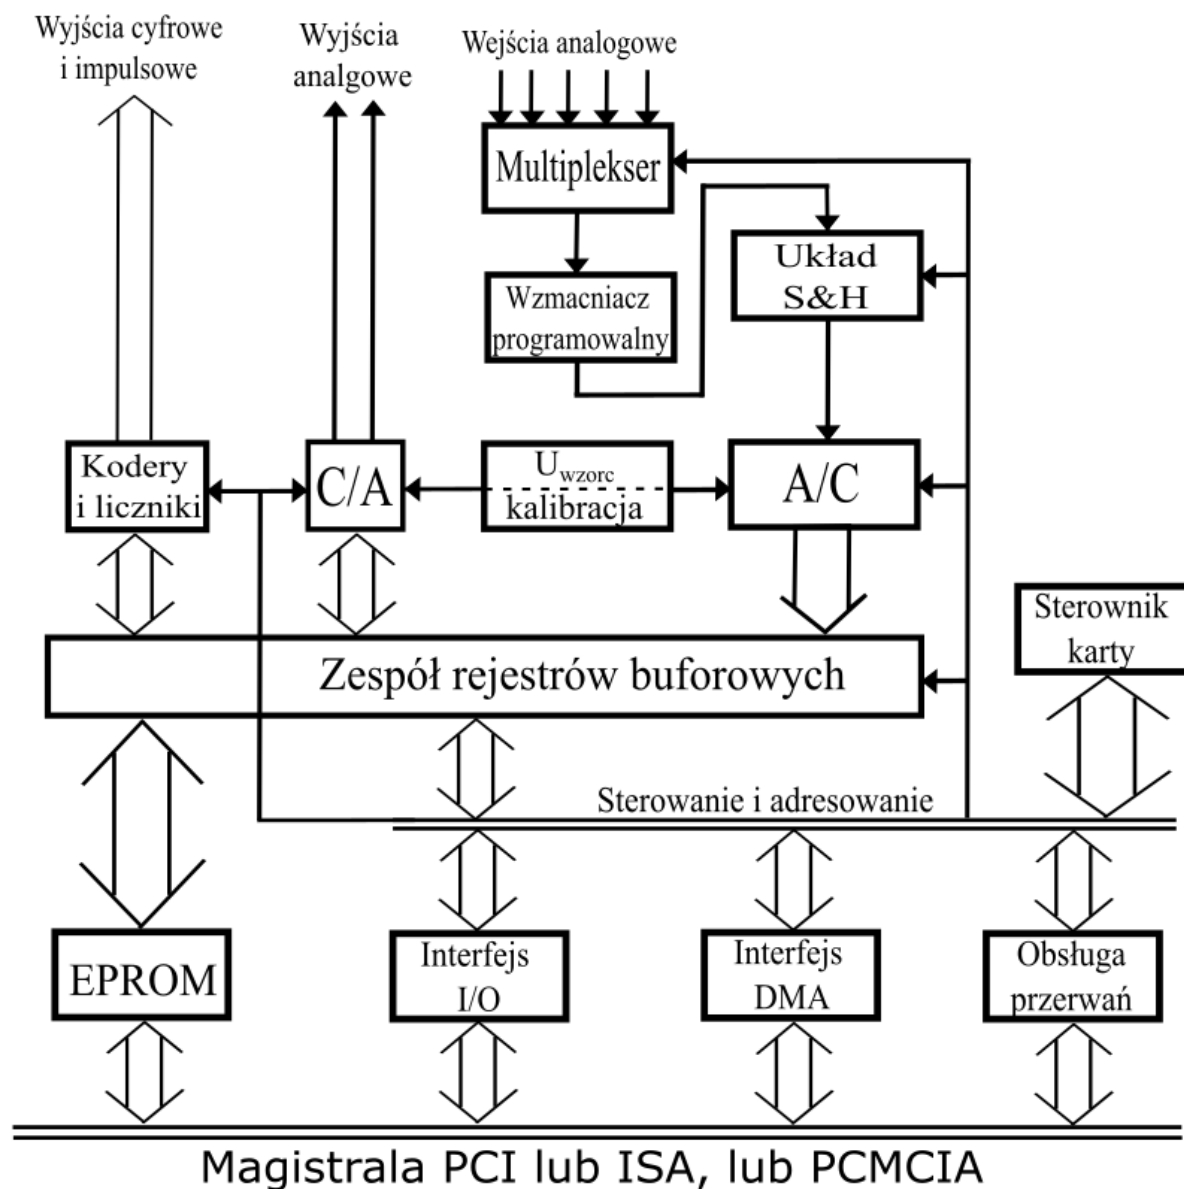 Wyjścia cyfrowe
i impulsowe
Wyjścia
analgowe
Wejścia analogowe
Multiplekser
Układ
S&H
Wzmacniacz
programowalny
Kodery
i liczniki
C/A
Uwzorc
kalibracja
A/C
Sterownik
karty
Zespół rejestrów buforowych
Sterowanie i adresowanie
EPROM
Interfejs
I/O
Interfejs
DMA
Obsługa
przerwań
Magistrala PCI lub ISA, lub PCMCIA